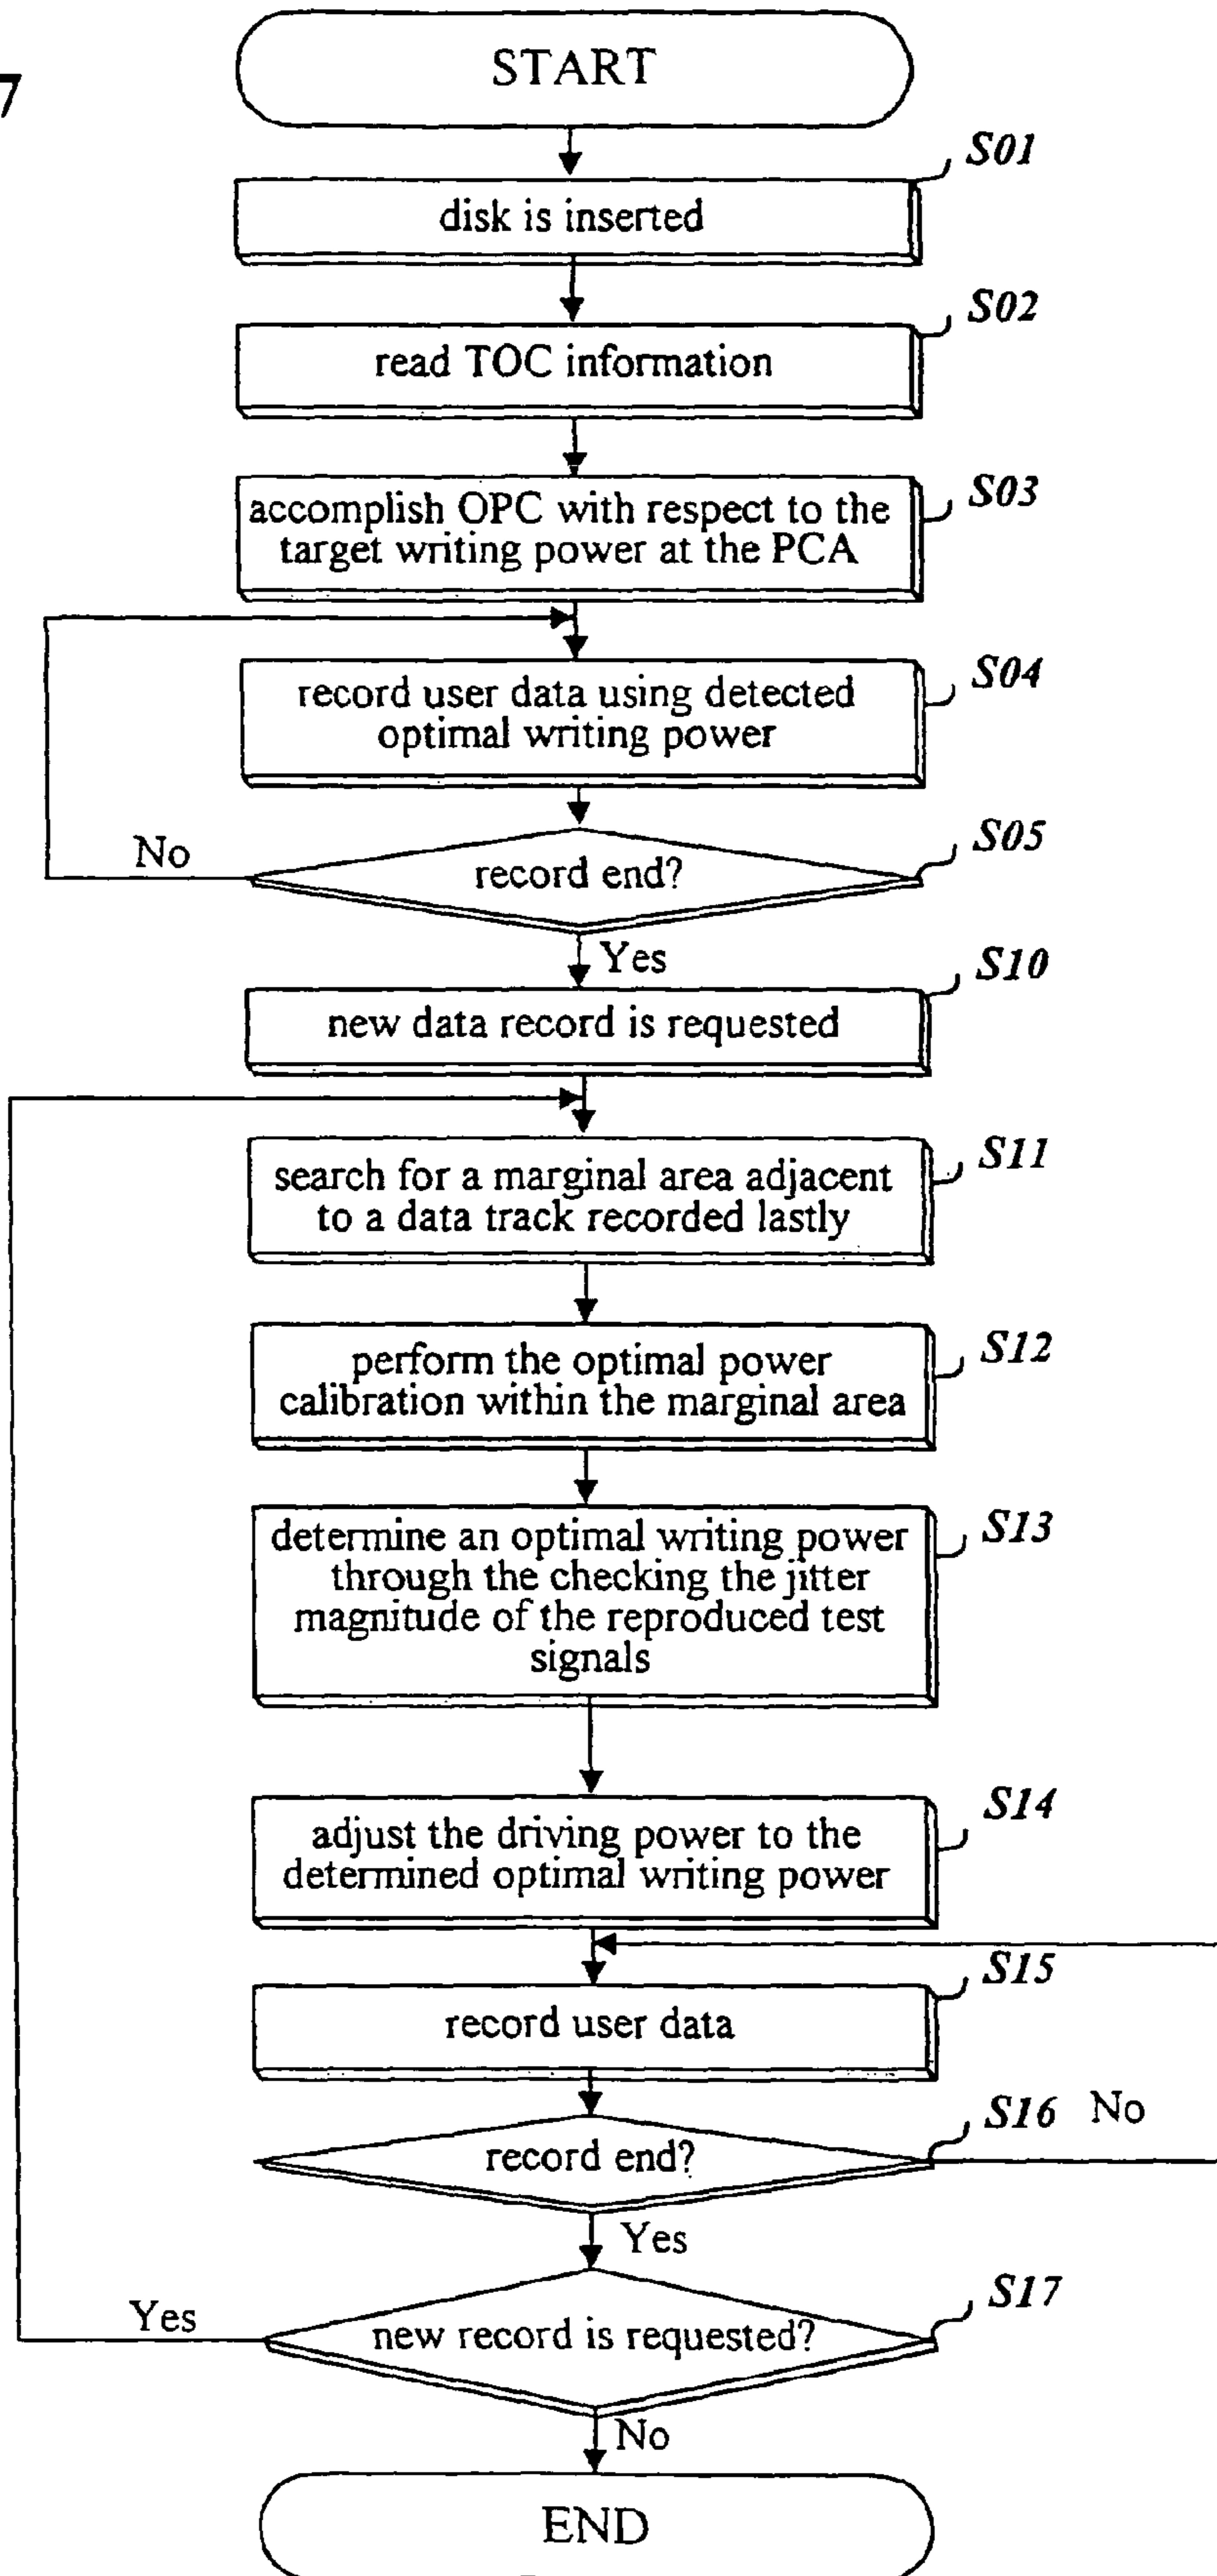 7
START
S01
disk is inserted
S02
read TOC information
S03
accomplish OPC with respect to the
target writing power at the PCA
S04
record user data using detected
optimal writing power
S05
No
record end?
Yes
S10
new data record is requested
S11
search for a marginal area adjacent
to a data track recorded lastly
S12
perform the optimal power
calibration within the marginal area
S13
determine an optimal writing power
through the checking the jitter
magnitude of the reproduced test
signals
S14
adjust the driving power to the
determined optimal writing power
S15
record user data
S16 No
record end?
Yes
S17
Yes
new record is requested?
No
END